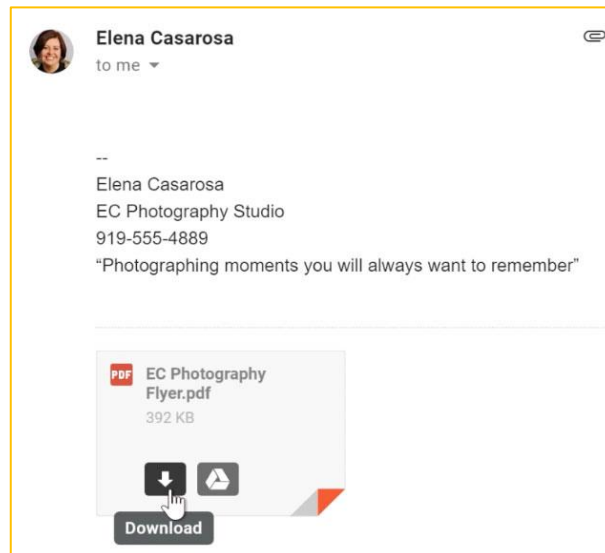 Elena Casarosa
to me
--
Elena Casarosa
EC Photography Studio
919-555-4889
“Photographing moments you will always want to remember”
PDF
EC Photography
Flyer.pdf
392 KB
Download